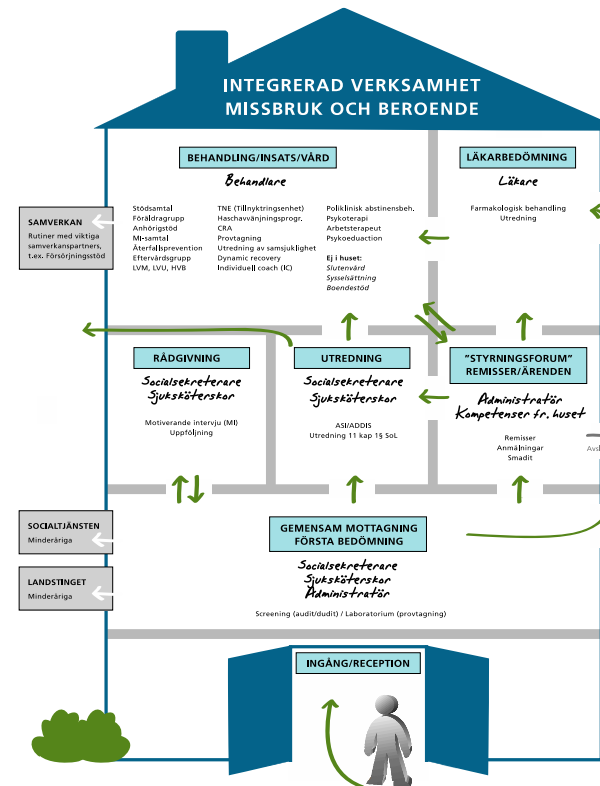 INTEGRERAD VERKSAMHET
MISSBRUK OCH BEROENDE
BEHANDLING/INSATS/VÅRD
Behandlare
Stödsamtal
Föräldragrupp
Anhörigstöd
MI-samtal
Återfallsprevention
Eftervårdsgrupp
LVM, LVU, HVB
TNE (Tillnyktringsenhet)
Haschavvänjningsprogr.
CRA
Provtagning
Utredning av samsjuklighet
Dynamic recovery
Individuell coach (IC)
Poliklinisk abstinensbeh.
Psykoterapi
Arbetsterapeut
Psykoeduaction
Ej i huset:
Slutenvård
Sysselsättning
Boendestöd
LÄKARBEDÖMNING
Läkare
Farmakologisk behandling
Utredning
SAMVERKAN
Rutiner med viktiga
samverkanspartners,
t.ex. Försörjningsstöd
RÅDGIVNING
Socialsekreterare
Sjuksköterskor
Motiverande intervju (MI)
Uppföljning
UTREDNING
Socialsekreterare
Sjuksköterskor
ASI/ADDIS
Utredning 11 kap 1§ SoL
"STYRNINGSFORUM"
REMISSER/ÄRENDEN
Administratör
Kompetenser fr. huset
Remisser
Anmälningar
Smadit
SOCIALTJÄNSTEN
Minderåriga
LANDSTINGET
Minderåriga
GEMENSAM MOTTAGNING
FÖRSTA BEDÖMNING
Socialsekreterare
Sjuksköterskor
Administratör
Screening (audit/dudit) / Laboratorium (provtagning)
INGÅNG/RECEPTION